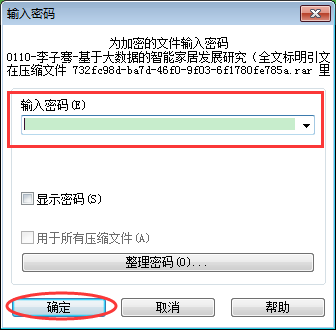 输入密码
为加密的文件输入密码
0110-李子骞-基于大数据的智能家居发展研究（全文标明引文
在压缩文件 732fc98d-ba7d-46f0-9f03-6f1780fe785a.rar 里
输入密码(E)
显示密码(S)
用于所有压缩文件(A)
整理密码(O)...
确定
取消
帮助